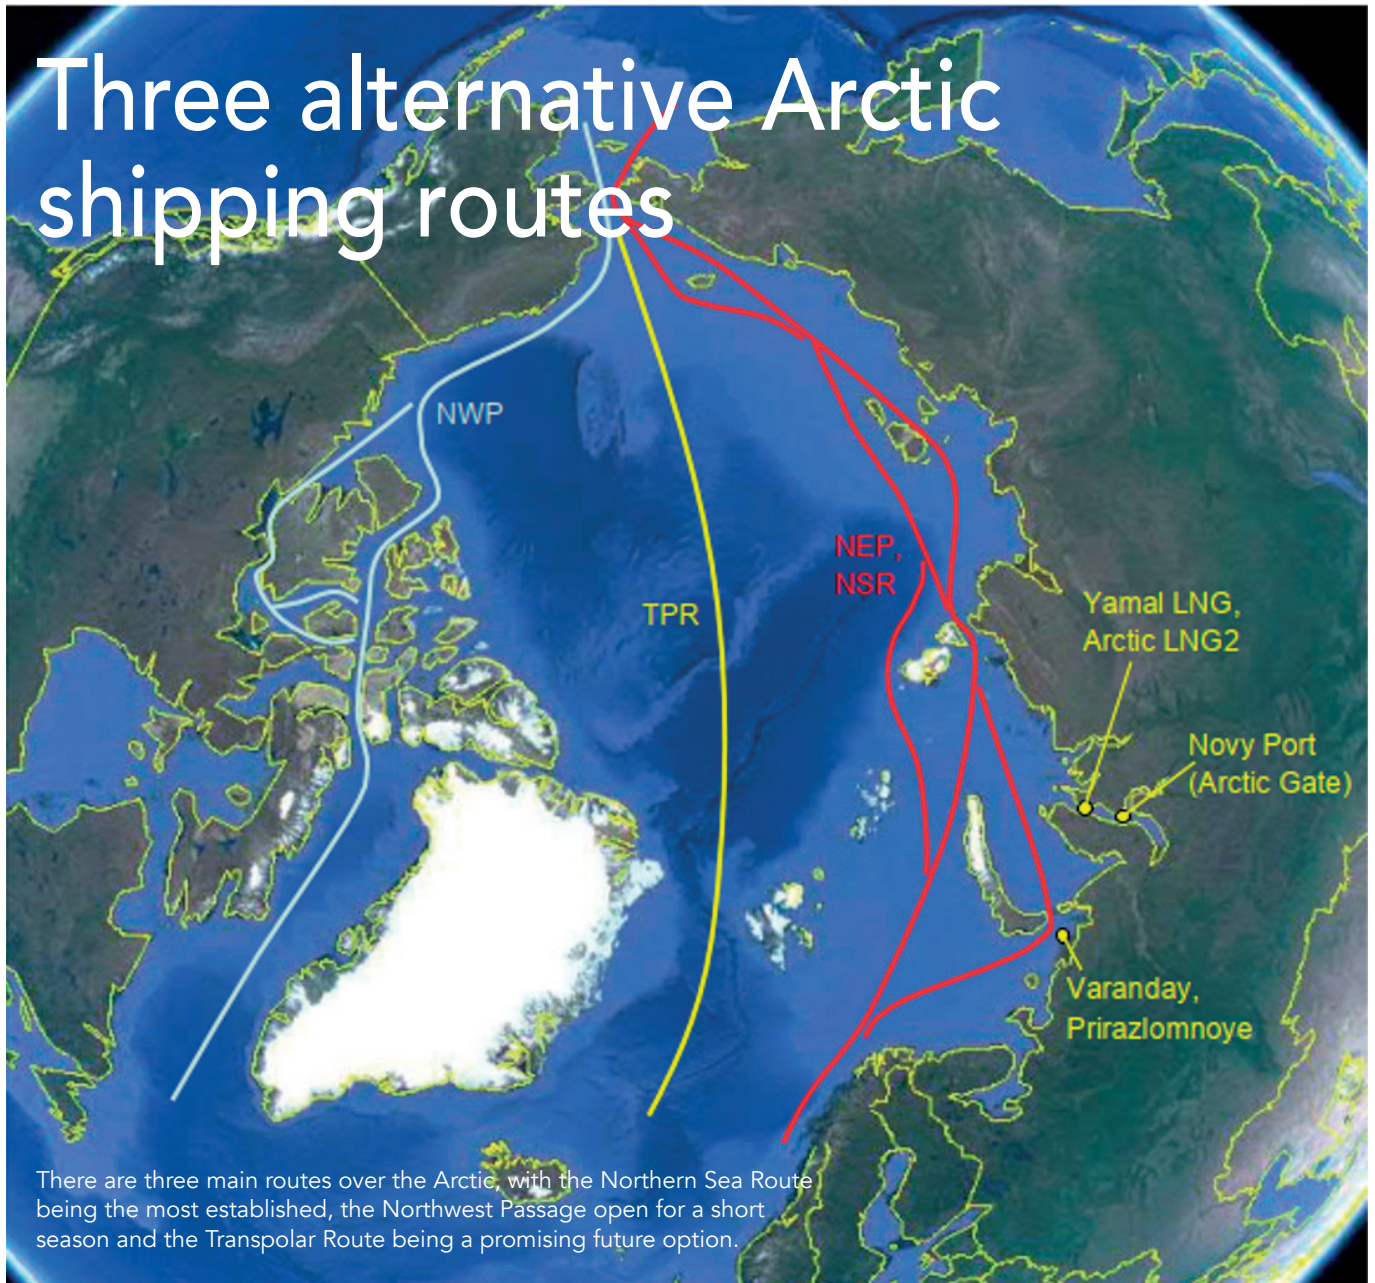 Three alternative Arctic
shipping routes
NWP
NEP,
NSR
TPR
Yamal LNG,
Arctic LNG2
Novy Port
(Arctic Gate)
Varanday,
Prirazlomnoye
There are three main routes over the Arctic, with the Northern Sea Route
being the most established, the Northwest Passage open for a short
season and the Transpolar Route being a promising future option.